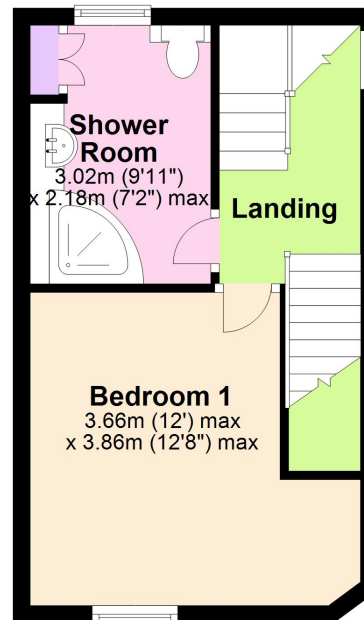 Shower
Room
3.02m (9'11")
x 2.18m (7'2") max
Landing
Bedroom 1
3.66m (12') max
x 3.86m (12'8") max